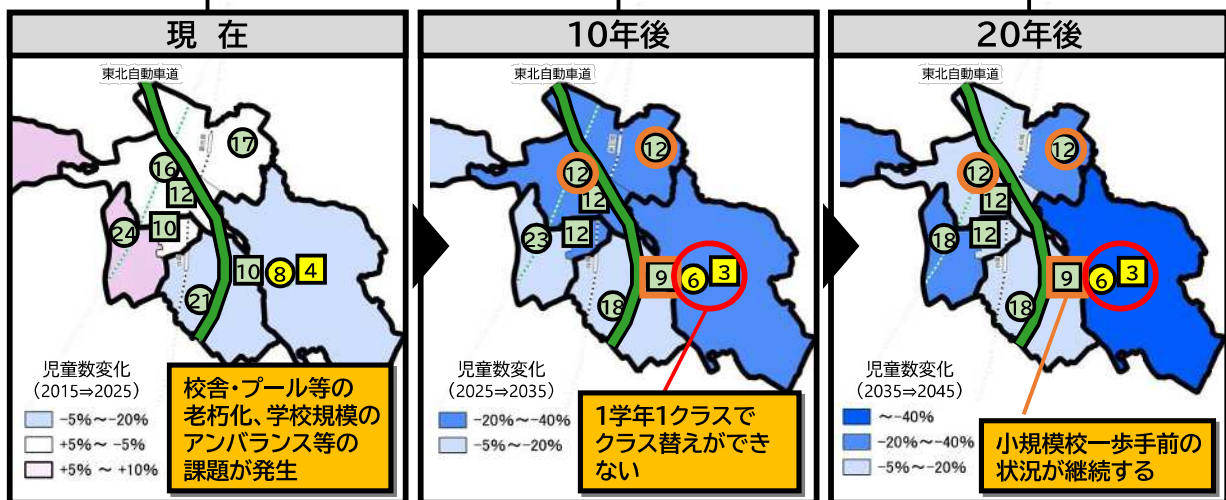 現 在
東北自動車道
17
16
12
24
10
10
8
4
21
児童数変化
(2015⇒2025)
-5%～-20%
+5%～ -5%
+5% ～ +10%
校舎・プール等の
老朽化、学校規模の
アンバランス等の
課題が発生
10年後
東北自動車道
12
12
12
23
12
9
6
3
18
児童数変化
(2025⇒2035)
-20%～-40%
-5%～-20%
1学年1クラスで
クラス替えができ
ない
20年後
東北自動車道
12
12
12
18
12
9
6
3
18
児童数変化
(2035⇒2045)
～-40%
-20%～-40%
-5%～-20%
小規模校一歩手前の
状況が継続する